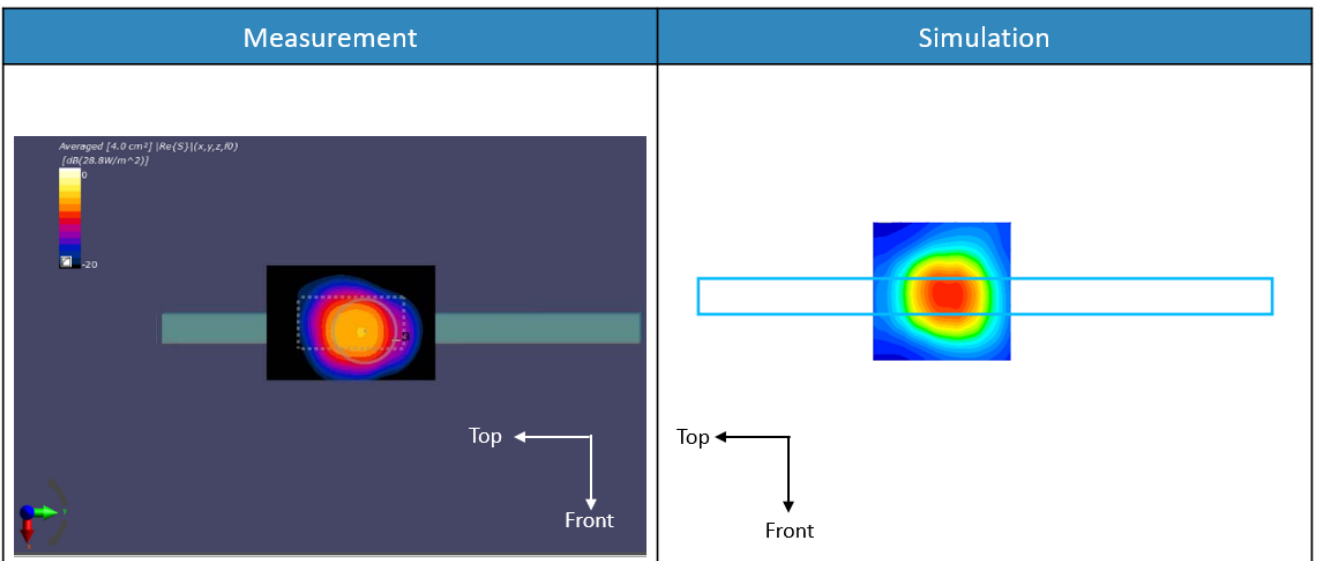 Measurement
Simulation
Averaged [4.0 cm²] |Re{S}|(x,y,z,f0)
[dB(28.8W/m^2)]
0
-20
Top
Front
Top
Front
y
x